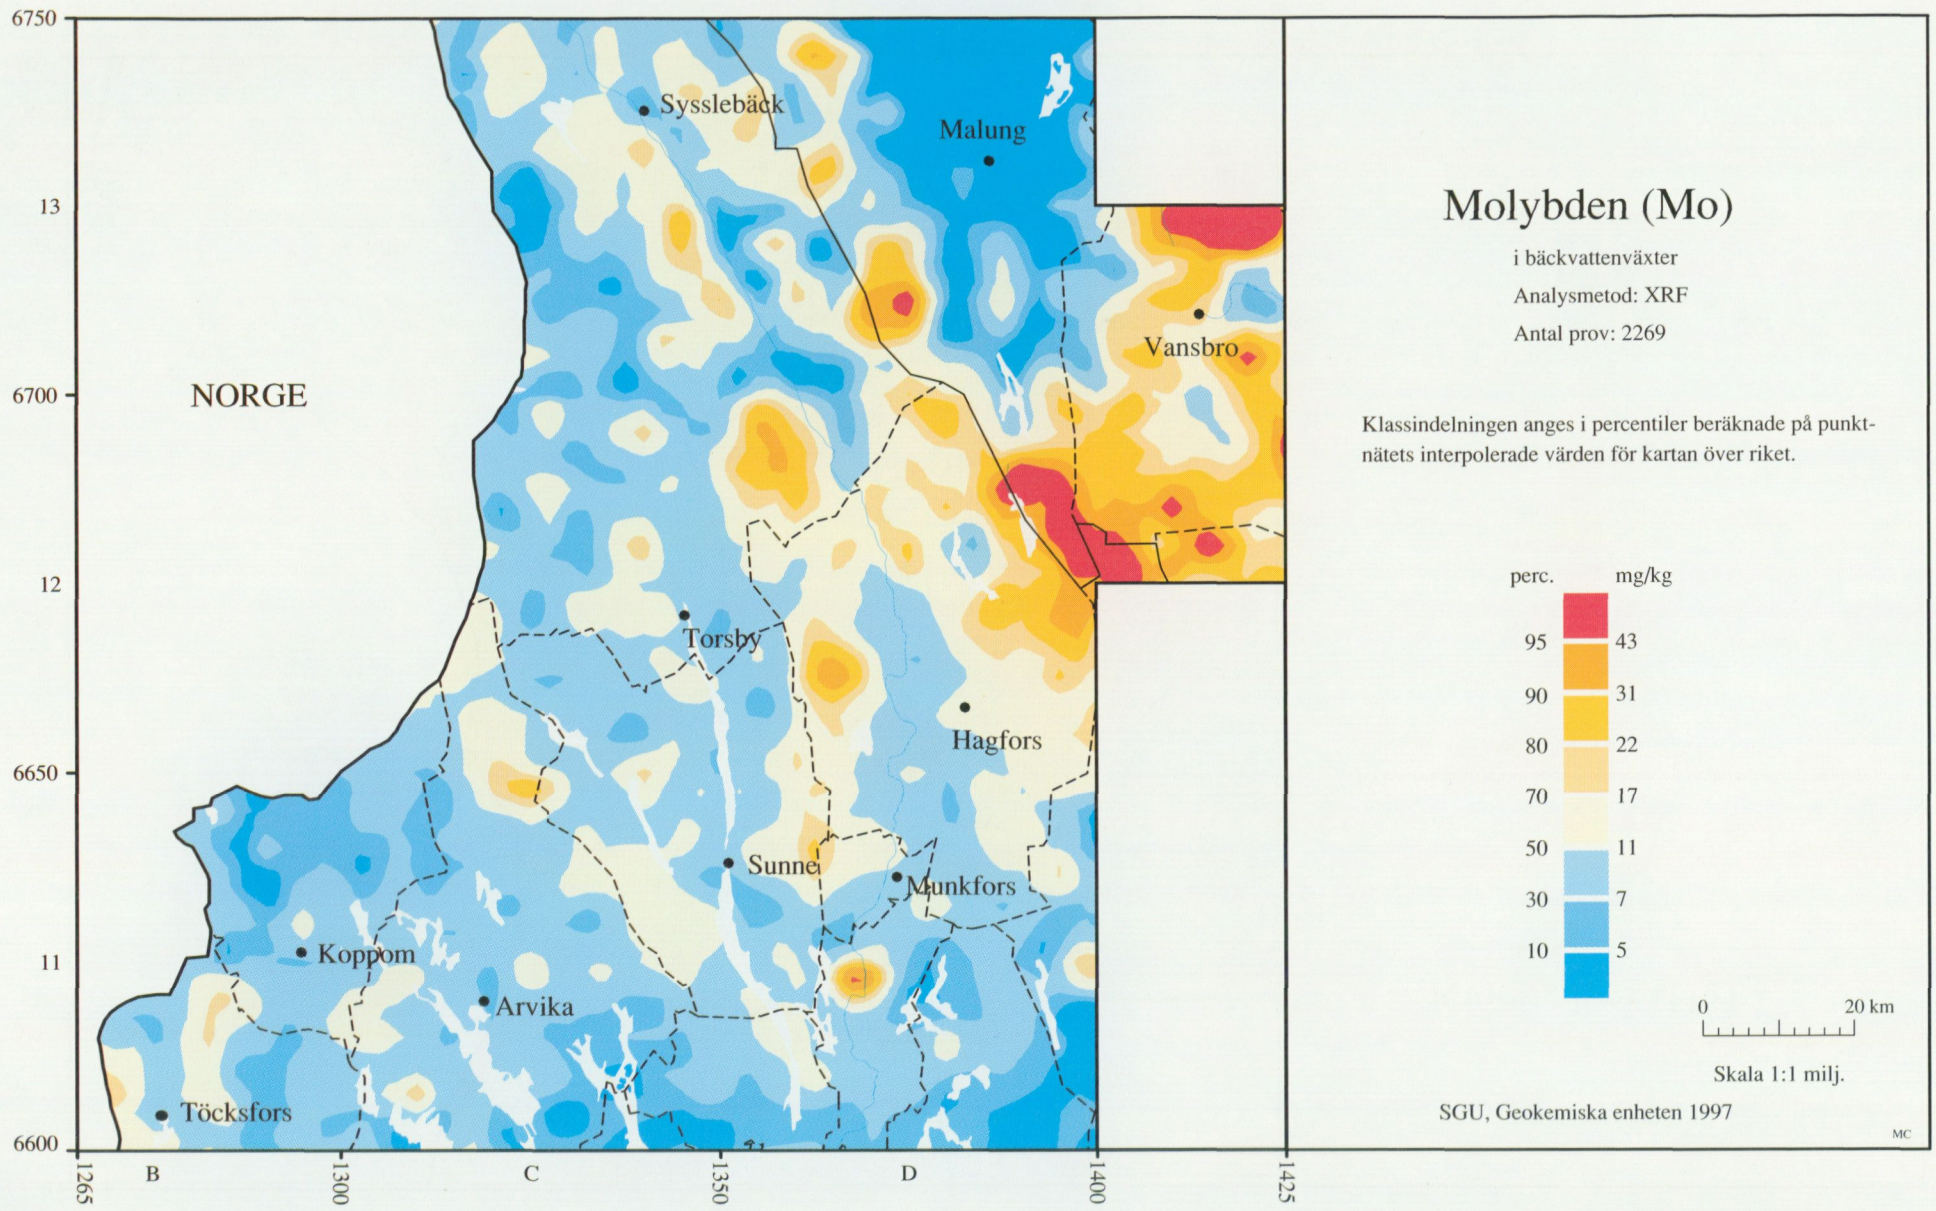 6750
13
6700
12
6650
11
6600
1265
B
1300
C
1350
D
1400
1425
NORGE
Sysslebäck
Malung
Vansbro
Torsby
Hagfors
Sunne
Munkfors
Koppom
Arvika
Töcksfors
Molybden (Mo)
i bäckvattenväxter
Analysmetod: XRF
Antal prov: 2269
Klassindelningen anges i percentiler beräknade på punkt-
nätets interpolerade värden för kartan över riket.
perc. mg/kg
95 43
90 31
80 22
70 17
50 11
30 7
10 5
0 20 km
Skala 1:1 milj.
SGU, Geokemiska enheten 1997
MC